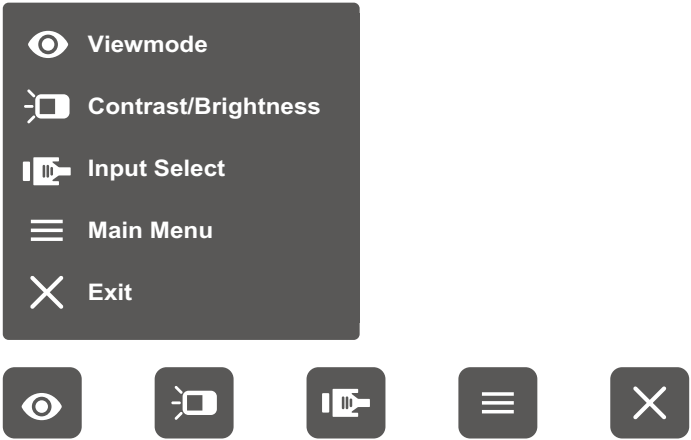 Viewmode
Contrast/Brightness
Input Select
Main Menu
Exit